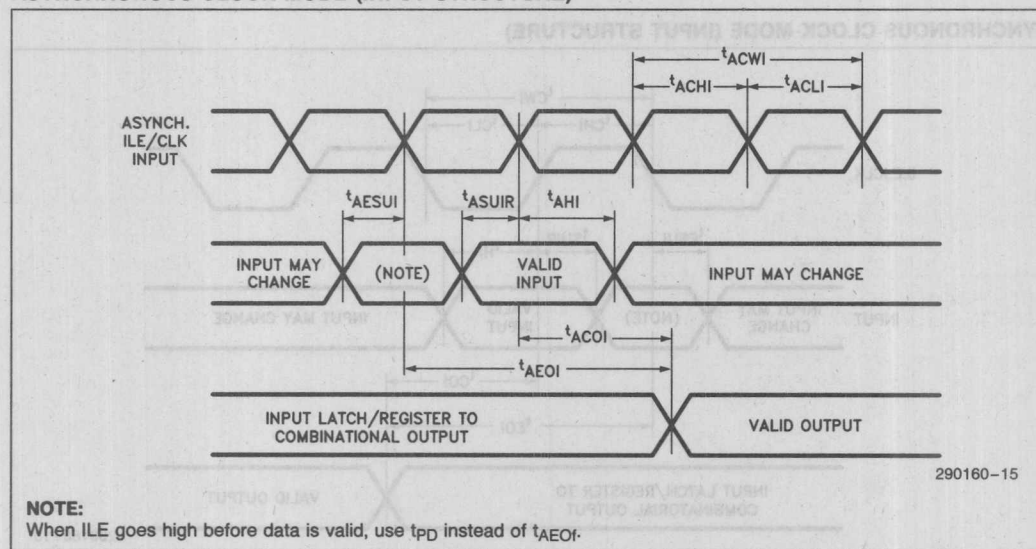 tACWI
tACHI
tACLI
ASYNCH.
ILE/CLK
INPUT
tAESUI
tASUIR
tAHI
INPUT MAY
CHANGE
(NOTE)
VALID
INPUT
INPUT MAY CHANGE
tACOI
tAEOI
INPUT LATCH/REGISTER TO
COMBINATIONAL OUTPUT
VALID OUTPUT
290160-15
NOTE:
When ILE goes high before data is valid, use tPD instead of tAEOI.